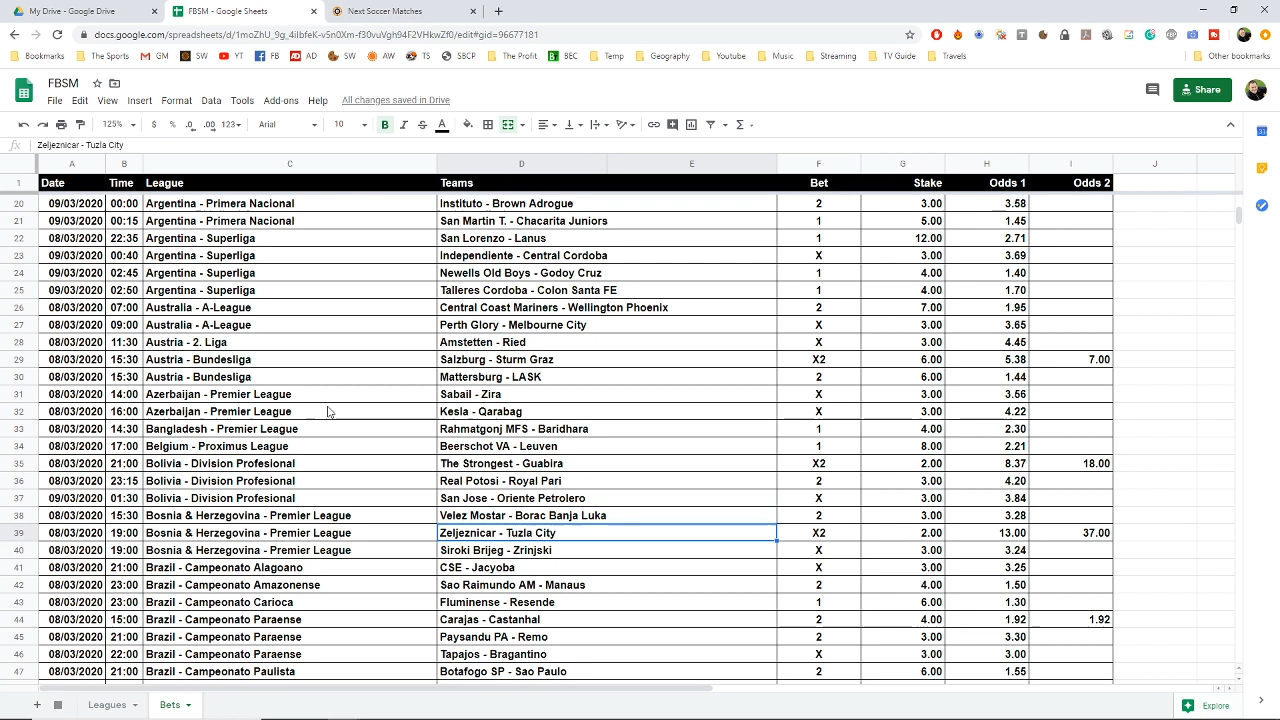 My Drive - Google Drive
FBSM - Google Sheets
Next Soccer Matches
docs.google.com/spreadsheets/d/1moZhU_9g_4iIbfeK-v5n0Xm-f30vuVgh94F2VHkwZf0/edit#gid=96677181
Bookmarks The Sports GM SW YT FB AD SW AW TS SBCP The Profit BEC Temp Geography Youtube Music Streaming TV Guide Travels Other bookmarks
FBSM
File Edit View Insert Format Data Tools Add-ons Help All changes saved in Drive
Share
125% $ % .0 .00 123 Arial 10 B I S A
fx Zeljeznicar - Tuzla City
A B C D E F G H I J
1 Date Time League Teams Bet Stake Odds 1 Odds 2
20 09/03/2020 00:00 Argentina - Primera Nacional Instituto - Brown Adrogue 2 3.00 3.58
21 09/03/2020 00:15 Argentina - Primera Nacional San Martin T. - Chacarita Juniors 1 5.00 1.45
22 08/03/2020 22:35 Argentina - Superliga San Lorenzo - Lanus 1 12.00 2.71
23 09/03/2020 00:40 Argentina - Superliga Independiente - Central Cordoba X 3.00 3.69
24 09/03/2020 02:45 Argentina - Superliga Newells Old Boys - Godoy Cruz 1 4.00 1.40
25 09/03/2020 02:50 Argentina - Superliga Talleres Cordoba - Colon Santa FE 1 4.00 1.70
26 08/03/2020 07:00 Australia - A-League Central Coast Mariners - Wellington Phoenix 2 7.00 1.95
27 08/03/2020 09:00 Australia - A-League Perth Glory - Melbourne City X 3.00 3.65
28 08/03/2020 11:30 Austria - 2. Liga Amstetten - Ried X 3.00 4.45
29 08/03/2020 15:30 Austria - Bundesliga Salzburg - Sturm Graz X2 6.00 5.38 7.00
30 08/03/2020 15:30 Austria - Bundesliga Mattersburg - LASK 2 6.00 1.44
31 08/03/2020 14:00 Azerbaijan - Premier League Sabail - Zira X 3.00 3.56
32 08/03/2020 16:00 Azerbaijan - Premier League Kesla - Qarabag X 3.00 4.22
33 08/03/2020 14:30 Bangladesh - Premier League Rahmatgonj MFS - Baridhara 1 4.00 2.30
34 08/03/2020 17:00 Belgium - Proximus League Beerschot VA - Leuven 1 8.00 2.21
35 08/03/2020 21:00 Bolivia - Division Profesional The Strongest - Guabira X2 2.00 8.37 18.00
36 08/03/2020 23:15 Bolivia - Division Profesional Real Potosi - Royal Pari 2 3.00 4.20
37 09/03/2020 01:30 Bolivia - Division Profesional San Jose - Oriente Petrolero X 3.00 3.84
38 08/03/2020 15:30 Bosnia & Herzegovina - Premier League Velez Mostar - Borac Banja Luka 2 3.00 3.28
39 08/03/2020 19:00 Bosnia & Herzegovina - Premier League Zeljeznicar - Tuzla City X2 2.00 13.00 37.00
40 08/03/2020 19:00 Bosnia & Herzegovina - Premier League Siroki Brijeg - Zrinjski X 3.00 3.24
41 08/03/2020 21:00 Brazil - Campeonato Alagoano CSE - Jacyoba X 3.00 3.25
42 08/03/2020 23:00 Brazil - Campeonato Amazonense Sao Raimundo AM - Manaus 2 4.00 1.50
43 08/03/2020 23:00 Brazil - Campeonato Carioca Fluminense - Resende 1 6.00 1.30
44 08/03/2020 15:00 Brazil - Campeonato Paraense Carajas - Castanhal 2 4.00 1.92 1.92
45 08/03/2020 21:00 Brazil - Campeonato Paraense Paysandu PA - Remo 2 3.00 3.30
46 08/03/2020 22:00 Brazil - Campeonato Paraense Tapajos - Bragantino X 3.00 3.00
47 08/03/2020 21:00 Brazil - Campeonato Paulista Botafogo SP - Sao Paulo 2 6.00 1.55
Leagues Bets Explore